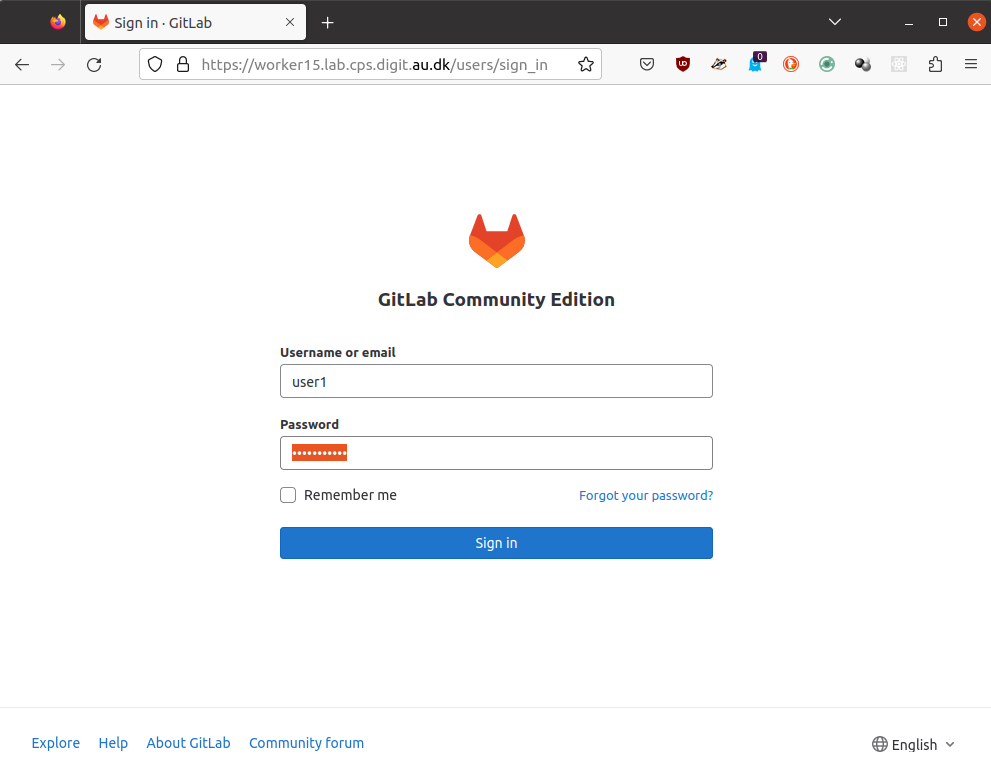 Sign in · GitLab
https://worker15.lab.cps.digit.au.dk/users/sign_in
0
GitLab Community Edition
Username or email
user1
Password
•••••••••••
Remember me
Forgot your password?
Sign in
Explore
Help
About GitLab
Community forum
English